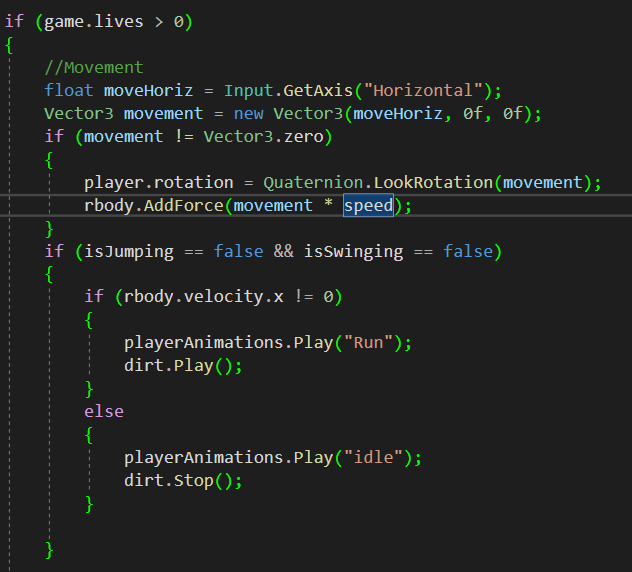 if (game.lives > 0)
{
//Movement
float moveHoriz = Input.GetAxis("Horizontal");
Vector3 movement = new Vector3(moveHoriz, 0f, 0f);
if (movement != Vector3.zero)
{
player.rotation = Quaternion.LookRotation(movement);
rbody.AddForce(movement * speed);
}
if (isJumping == false && isSwinging == false)
{
if (rbody.velocity.x != 0)
{
playerAnimations.Play("Run");
dirt.Play();
}
else
{
playerAnimations.Play("idle");
dirt.Stop();
}
}